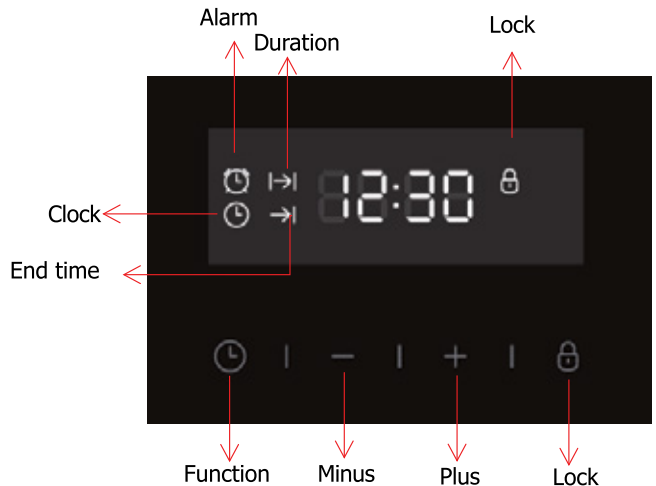 Alarm
Duration
Lock
12:30
Clock
End time
Function Minus Plus Lock